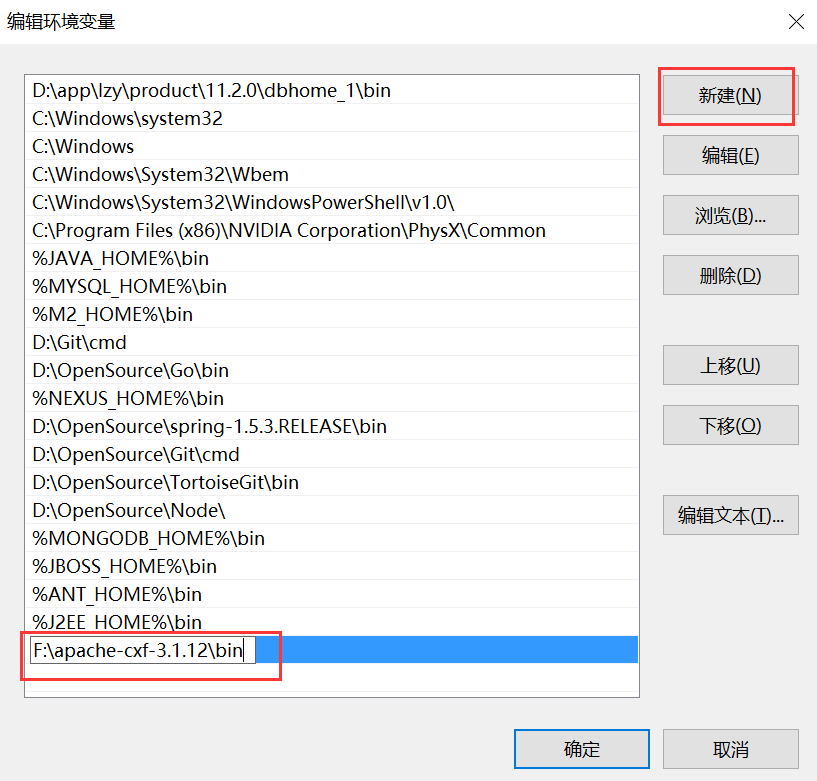 编辑环境变量
D:\app\lzy\product\11.2.0\dbhome_1\bin
C:\Windows\system32
C:\Windows
C:\Windows\System32\Wbem
C:\Windows\System32\WindowsPowerShell\v1.0\
C:\Program Files (x86)\NVIDIA Corporation\PhysX\Common
%JAVA_HOME%\bin
%MYSQL_HOME%\bin
%M2_HOME%\bin
D:\Git\cmd
D:\OpenSource\Go\bin
%NEXUS_HOME%\bin
D:\OpenSource\spring-1.5.3.RELEASE\bin
D:\OpenSource\Git\cmd
D:\OpenSource\TortoiseGit\bin
D:\OpenSource\Node\
%MONGODB_HOME%\bin
%JBOSS_HOME%\bin
%ANT_HOME%\bin
%J2EE_HOME%\bin
F:\apache-cxf-3.1.12\bin
新建(N)
编辑(E)
浏览(B)...
删除(D)
上移(U)
下移(O)
编辑文本(T)...
确定
取消